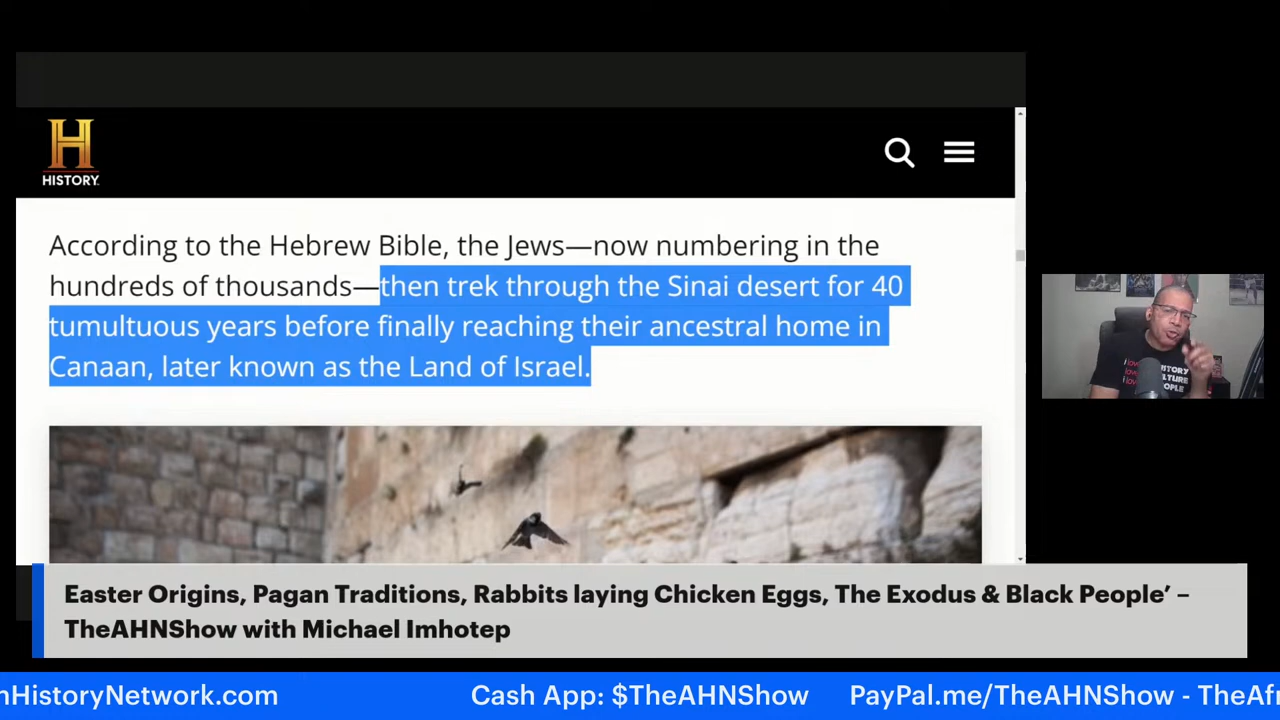 H
HISTORY.
According to the Hebrew Bible, the Jews—now numbering in the
hundreds of thousands—then trek through the Sinai desert for 40
tumultuous years before finally reaching their ancestral home in
Canaan, later known as the Land of Israel.
Easter Origins, Pagan Traditions, Rabbits laying Chicken Eggs, The Exodus & Black People’ –
TheAHNShow with Michael Imhotep
nHistoryNetwork.com Cash App: $TheAHNShow PayPal.me/TheAHNShow - TheAf